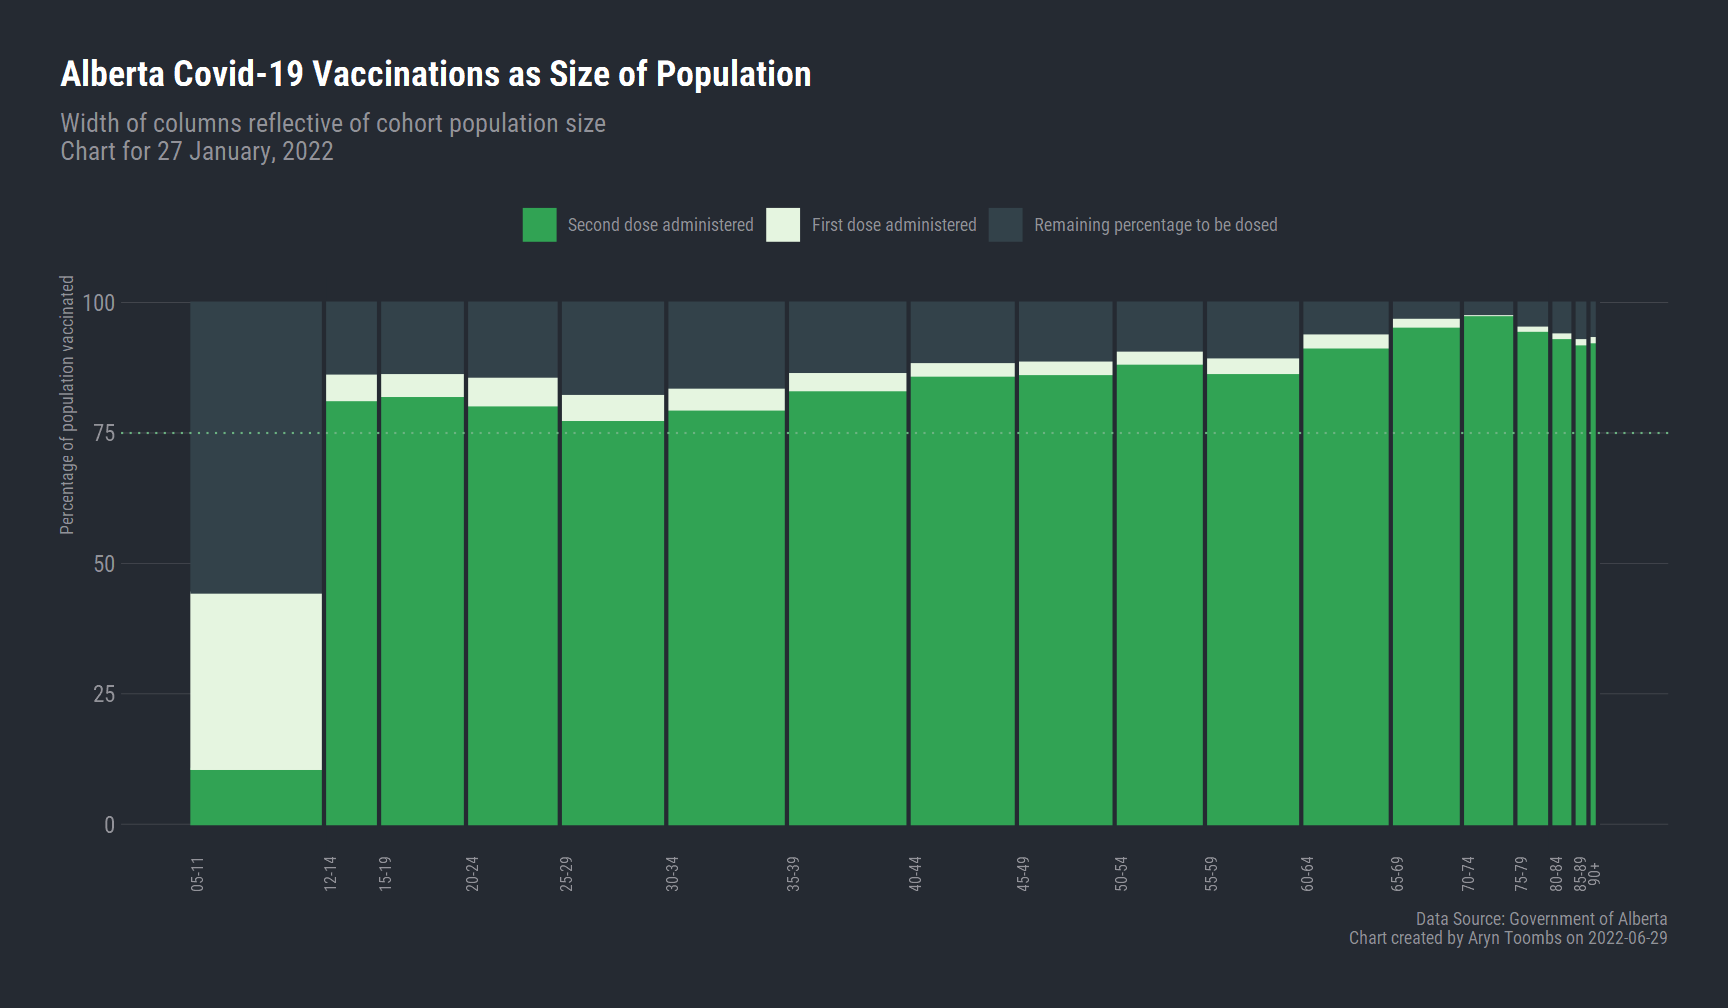 Alberta Covid-19 Vaccinations as Size of Population
Width of columns reflective of cohort population size
Chart for 27 January, 2022
Second dose administered
First dose administered
Remaining percentage to be dosed
Percentage of population vaccinated
100
75
50
25
0
05-11
12-14
15-19
20-24
25-29
30-34
35-39
40-44
45-49
50-54
55-59
60-64
65-69
70-74
75-79
80-84
85-89
90+
Data Source: Government of Alberta
Chart created by Aryn Toombs on 2022-06-29